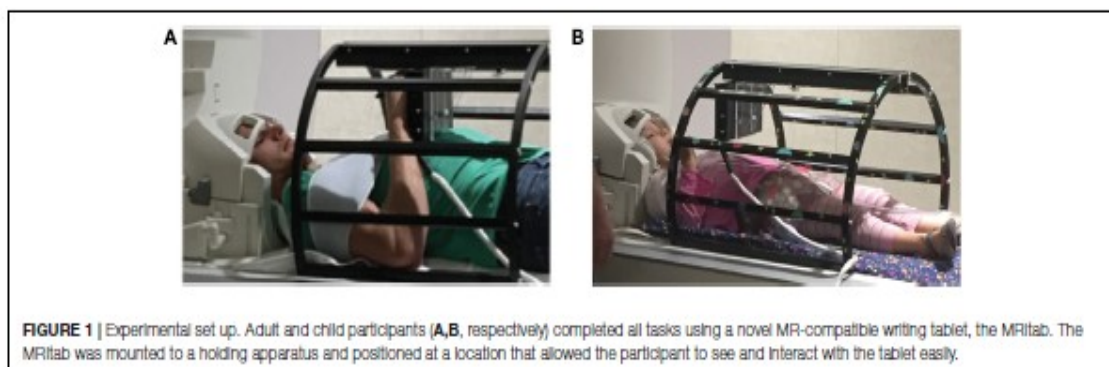 A
B
FIGURE 1 | Experimental set up. Adult and child participants (A,B, respectively) completed all tasks using a novel MR-compatible writing tablet, the MRItab. The
MRItab was mounted to a holding apparatus and positioned at a location that allowed the participant to see and interact with the tablet easily.